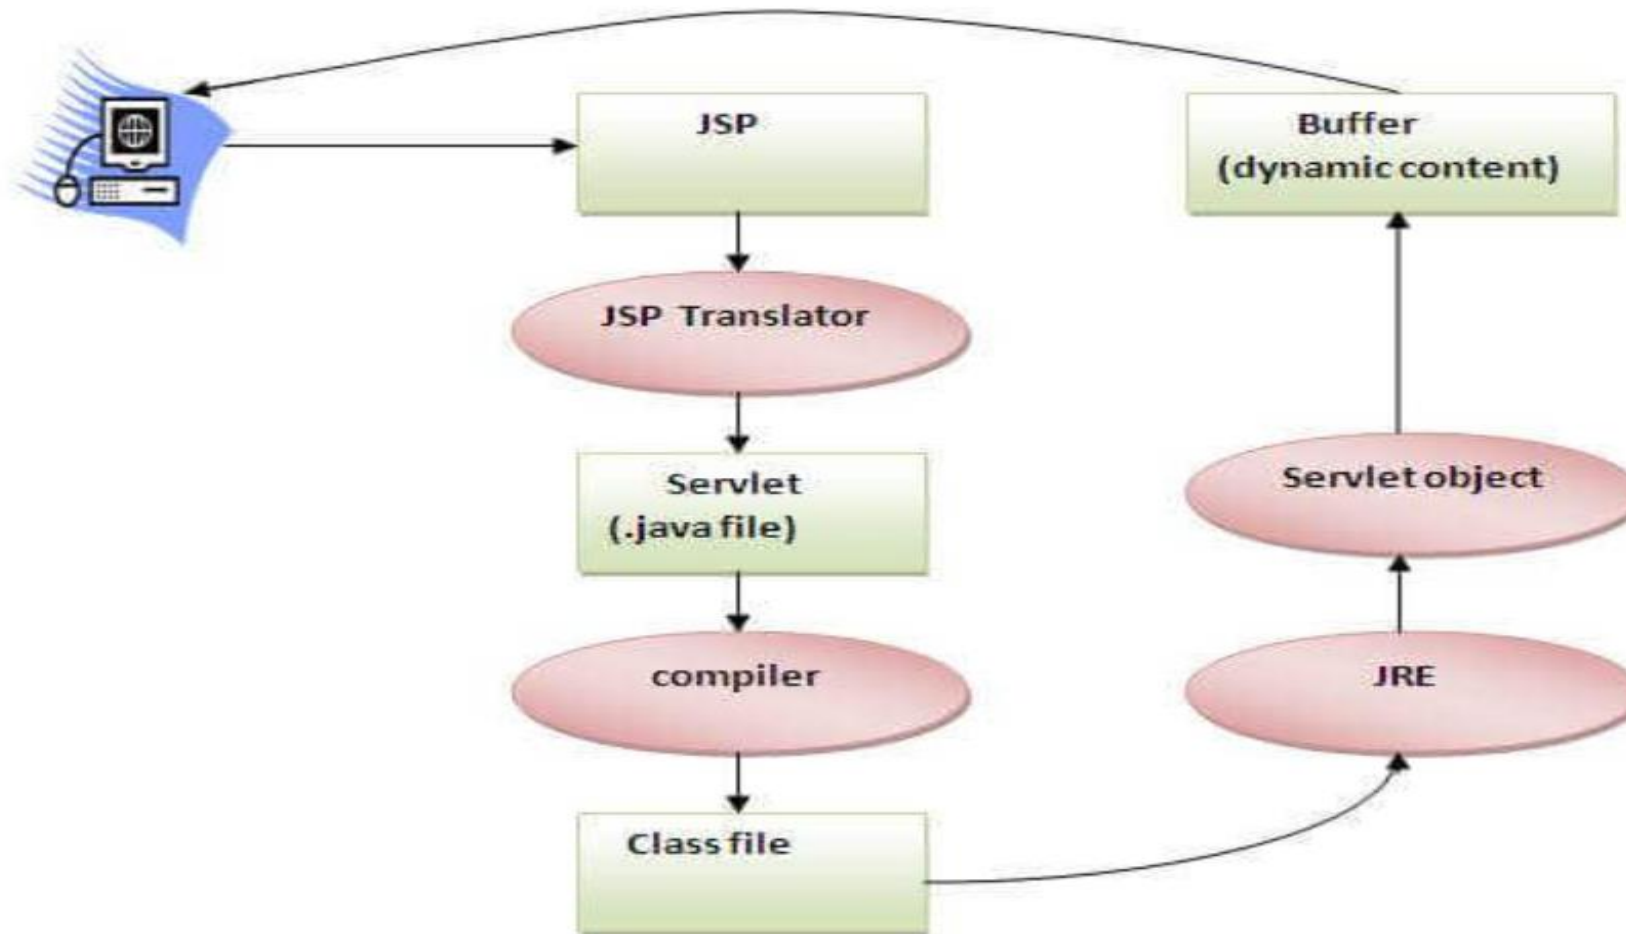 JSP
Buffer
(dynamic content)
JSP Translator
Servlet
(.java file)
Servlet object
compiler
JRE
Class file